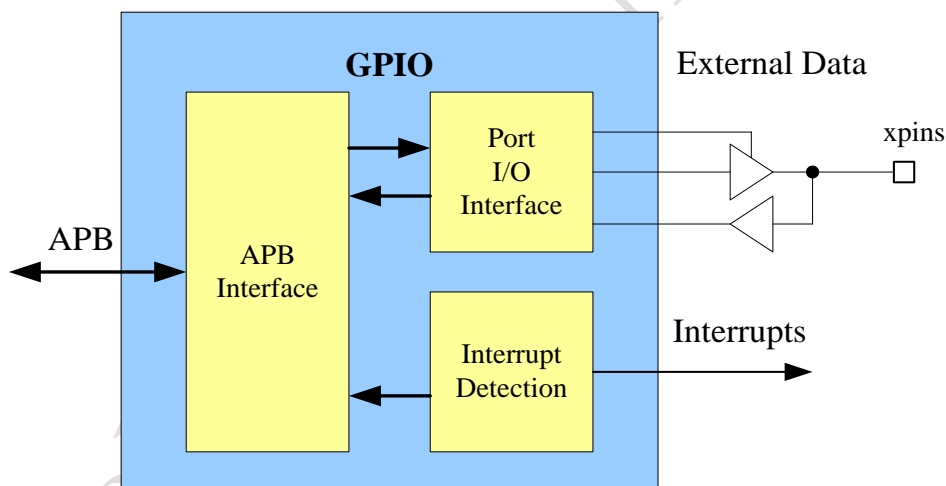 GPIO
External Data
xpins
Port
I/O
Interface
APB
APB
Interface
Interrupt
Detection
Interrupts